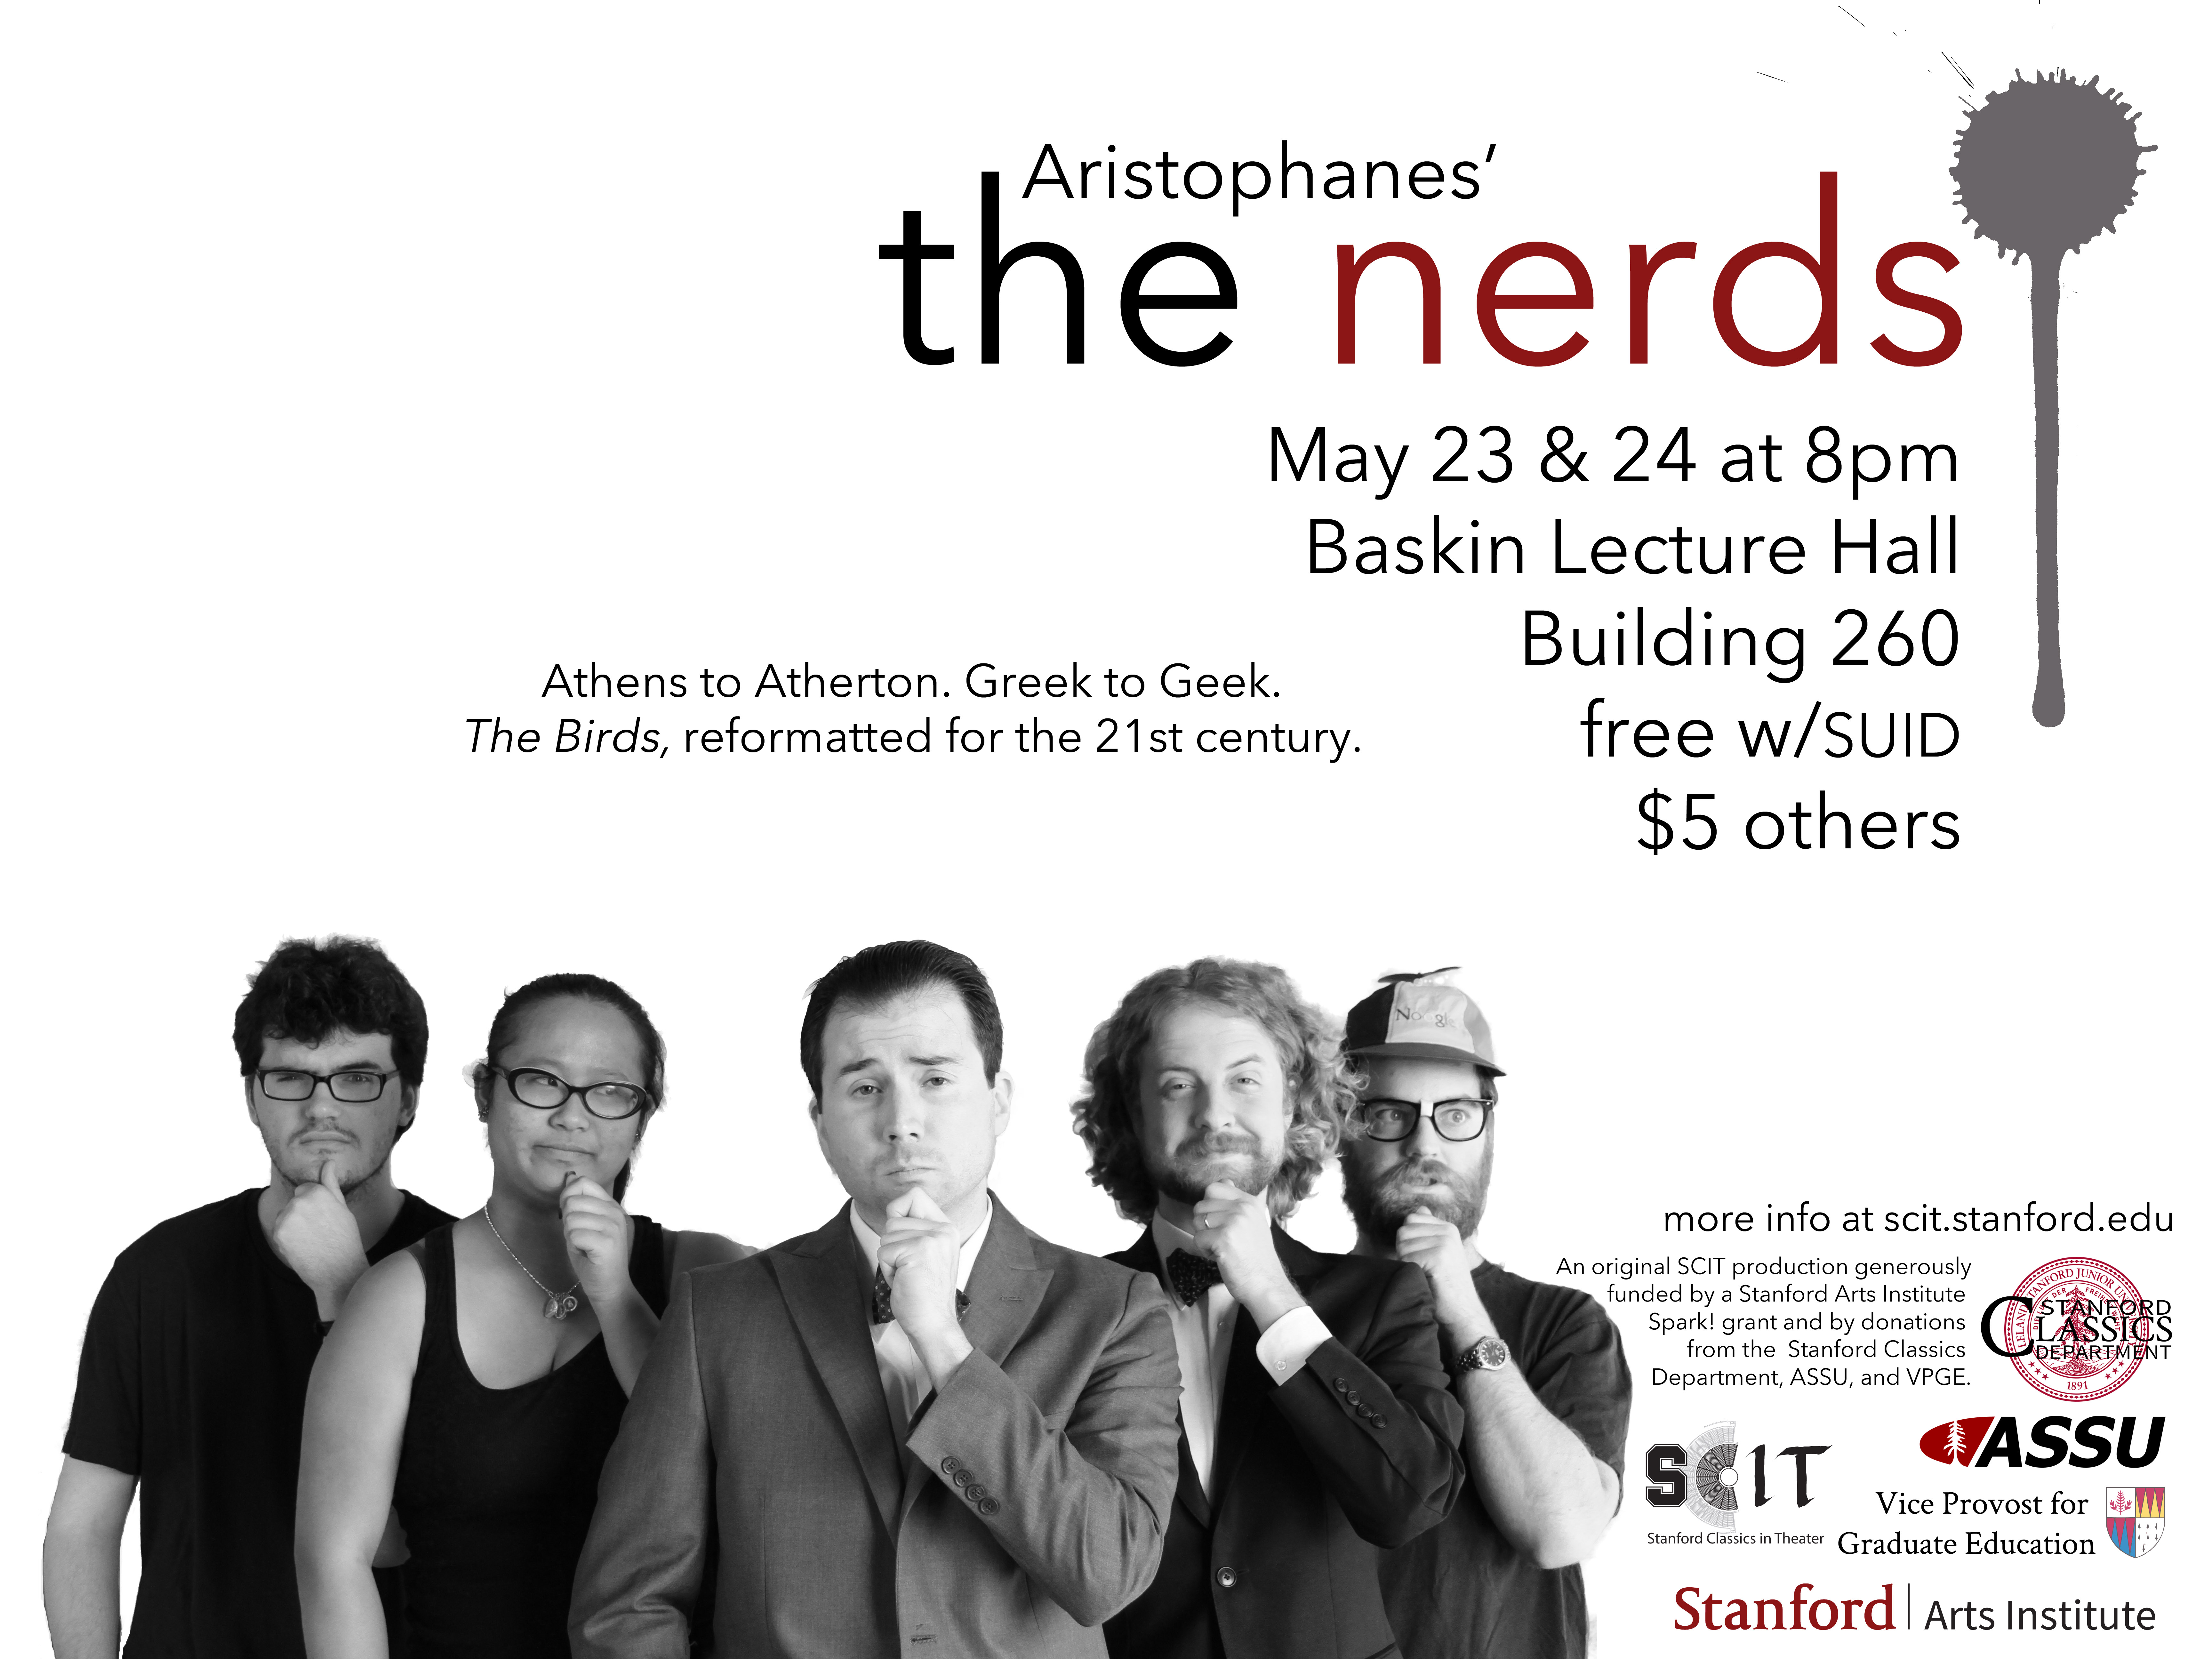 Aristophanes’
the nerds
May 23 & 24 at 8pm
Baskin Lecture Hall
Building 260
free w/SUID
$5 others
Athens to Atherton. Greek to Geek.
The Birds, reformatted for the 21st century.
more info at scit.stanford.edu
An original SCIT production generously
funded by a Stanford Arts Institute
Spark! grant and by donations
from the Stanford Classics
Department, ASSU, and VPGE.
STANFORD
CLASSICS
DEPARTMENT
1891
ASSU
SCIT
Stanford Classics in Theater
Vice Provost for
Graduate Education
Stanford | Arts Institute